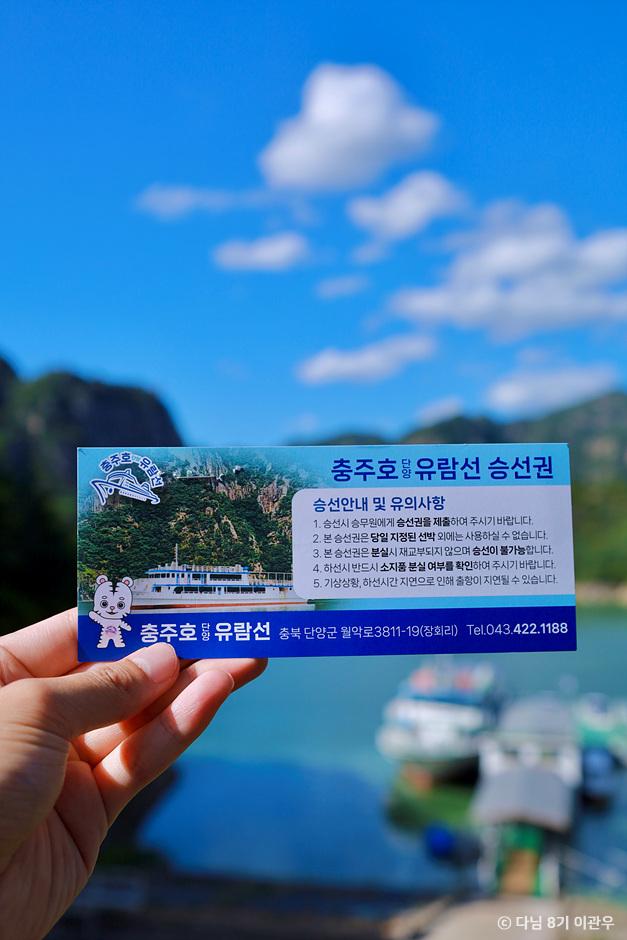 충주호 유람선
충주호 단양 유람선 승선권
승선안내 및 유의사항
1. 승선시 승무원에게 승선권을 제출하여 주시기 바랍니다.
2. 본 승선권은 당일 지정된 선박 외에는 사용하실 수 없습니다.
3. 본 승선권은 분실시 재교부되지 않으며 승선이 불가능합니다.
4. 하선시 반드시 소지품 분실 여부를 확인하여 주시기 바랍니다.
5. 기상상황, 하선시간 지연으로 인해 출항이 지연될 수 있습니다.
충주호 단양 유람선 충북 단양군 월악로3811-19(장회리) Tel.043.422.1188
© 다님 8기 이관우